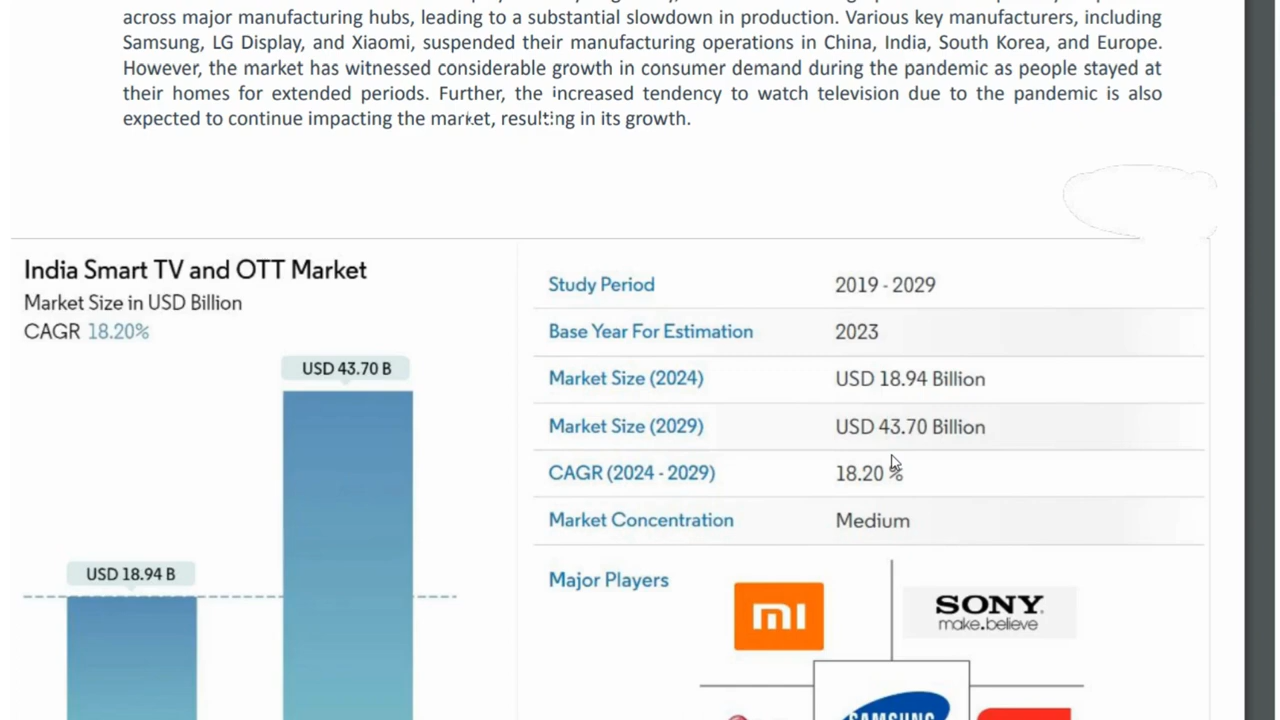 across major manufacturing hubs, leading to a substantial slowdown in production. Various key manufacturers, including
Samsung, LG Display, and Xiaomi, suspended their manufacturing operations in China, India, South Korea, and Europe.
However, the market has witnessed considerable growth in consumer demand during the pandemic as people stayed at
their homes for extended periods. Further, the increased tendency to watch television due to the pandemic is also
expected to continue impacting the market, resulting in its growth.
India Smart TV and OTT Market
Market Size in USD Billion
CAGR 18.20%
USD 43.70 B
USD 18.94 B
Study Period 2019 - 2029
Base Year For Estimation 2023
Market Size (2024) USD 18.94 Billion
Market Size (2029) USD 43.70 Billion
CAGR (2024 - 2029) 18.20 %
Market Concentration Medium
Major Players
mi
SONY
make.believe
SAMSUNG